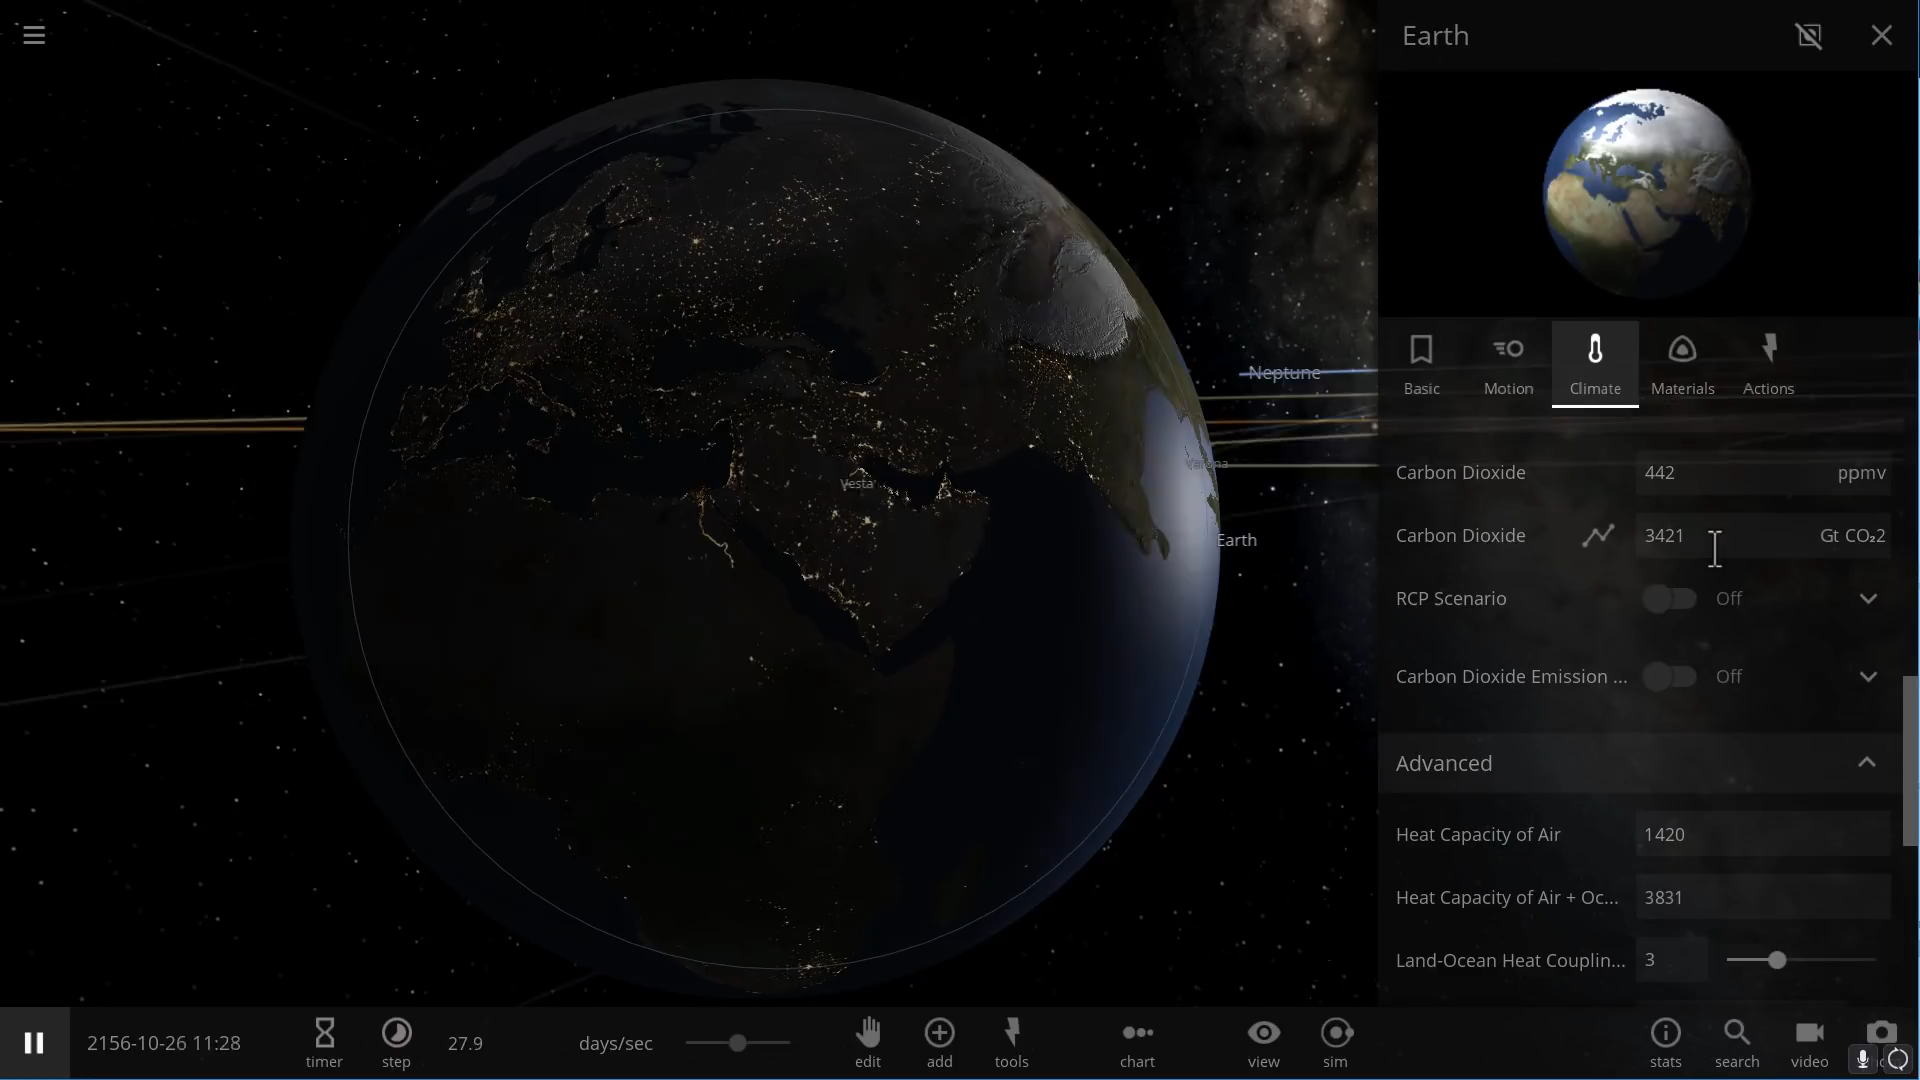 Earth
Neptune
Vesta
Earth
Basic
Motion
Climate
Materials
Actions
Carbon Dioxide 442 ppmv
Carbon Dioxide 3421 Gt CO₂2
RCP Scenario Off
Carbon Dioxide Emission ... Off
Advanced
Heat Capacity of Air 1420
Heat Capacity of Air + Oc... 3831
Land-Ocean Heat Couplin... 3
2156-10-26 11:28
timer
step
27.9 days/sec
edit
add
tools
chart
view
sim
stats
search
video